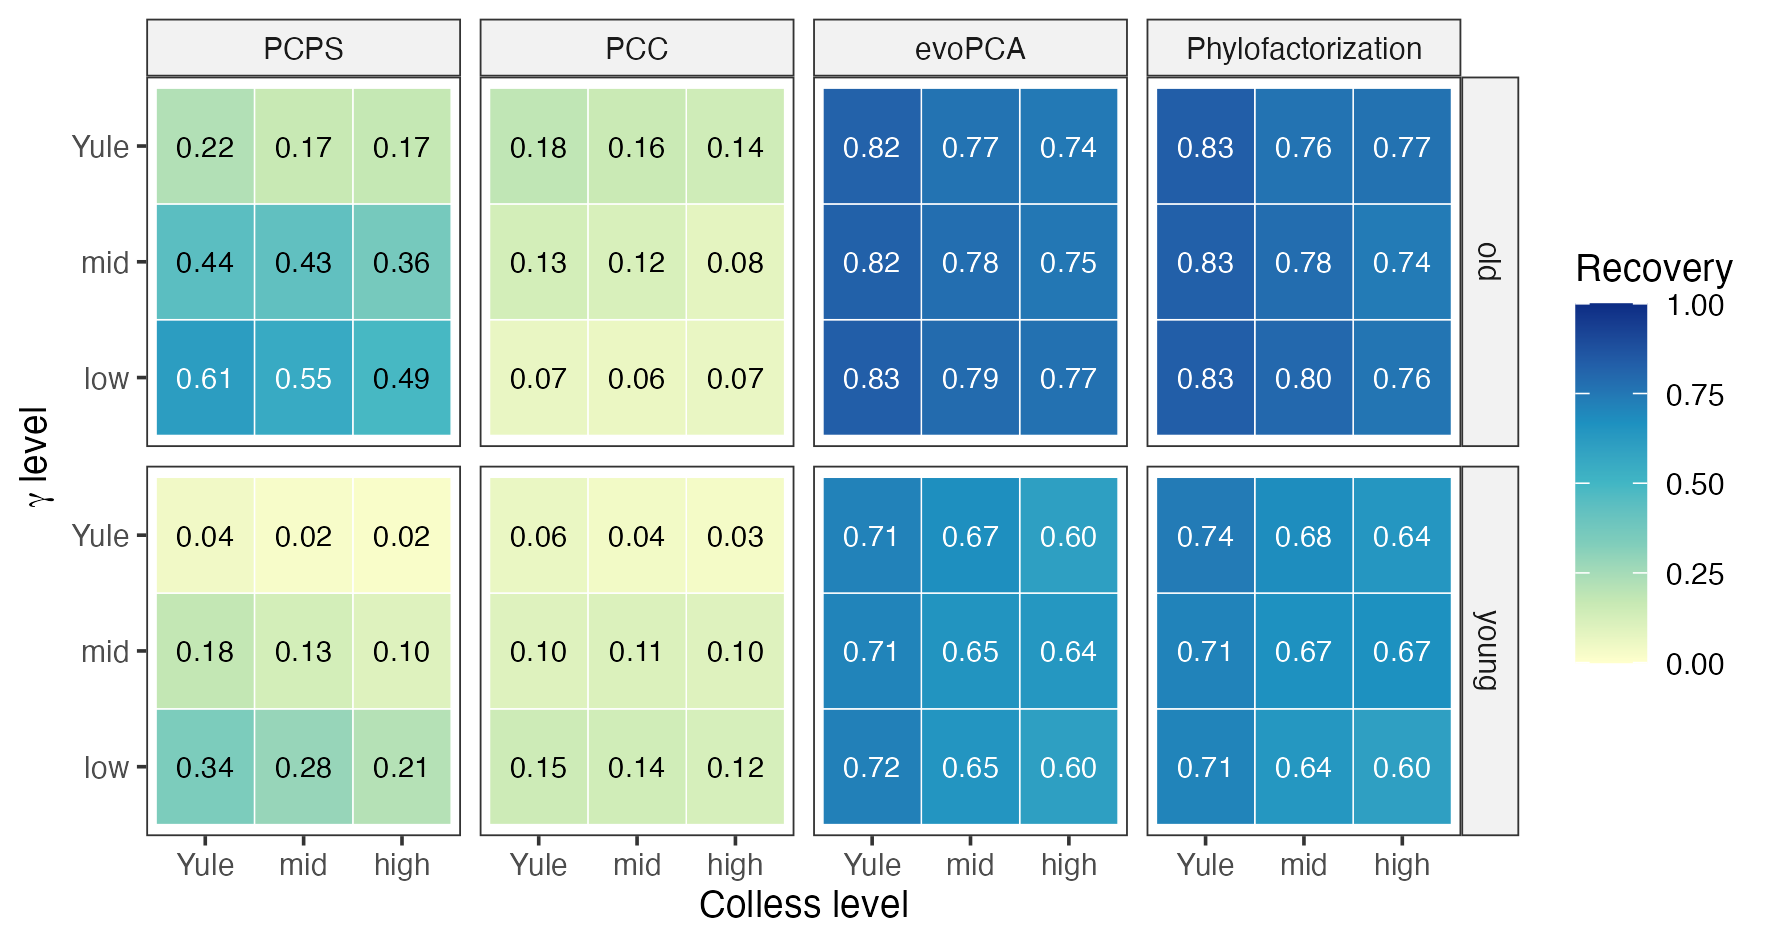 PCPS PCC evoPCA Phylofactorization
Yule 0.22 0.17 0.17 0.18 0.16 0.14 0.82 0.77 0.74 0.83 0.76 0.77
mid 0.44 0.43 0.36 0.13 0.12 0.08 0.82 0.78 0.75 0.83 0.78 0.74
low 0.61 0.55 0.49 0.07 0.06 0.07 0.83 0.79 0.77 0.83 0.80 0.76
old
Yule 0.04 0.02 0.02 0.06 0.04 0.03 0.71 0.67 0.60 0.74 0.68 0.64
mid 0.18 0.13 0.10 0.10 0.11 0.10 0.71 0.65 0.64 0.71 0.67 0.67
low 0.34 0.28 0.21 0.15 0.14 0.12 0.72 0.65 0.60 0.71 0.64 0.60
young
Yule mid high Yule mid high Yule mid high Yule mid high
Colless level
γ level
Recovery
1.00
0.75
0.50
0.25
0.00